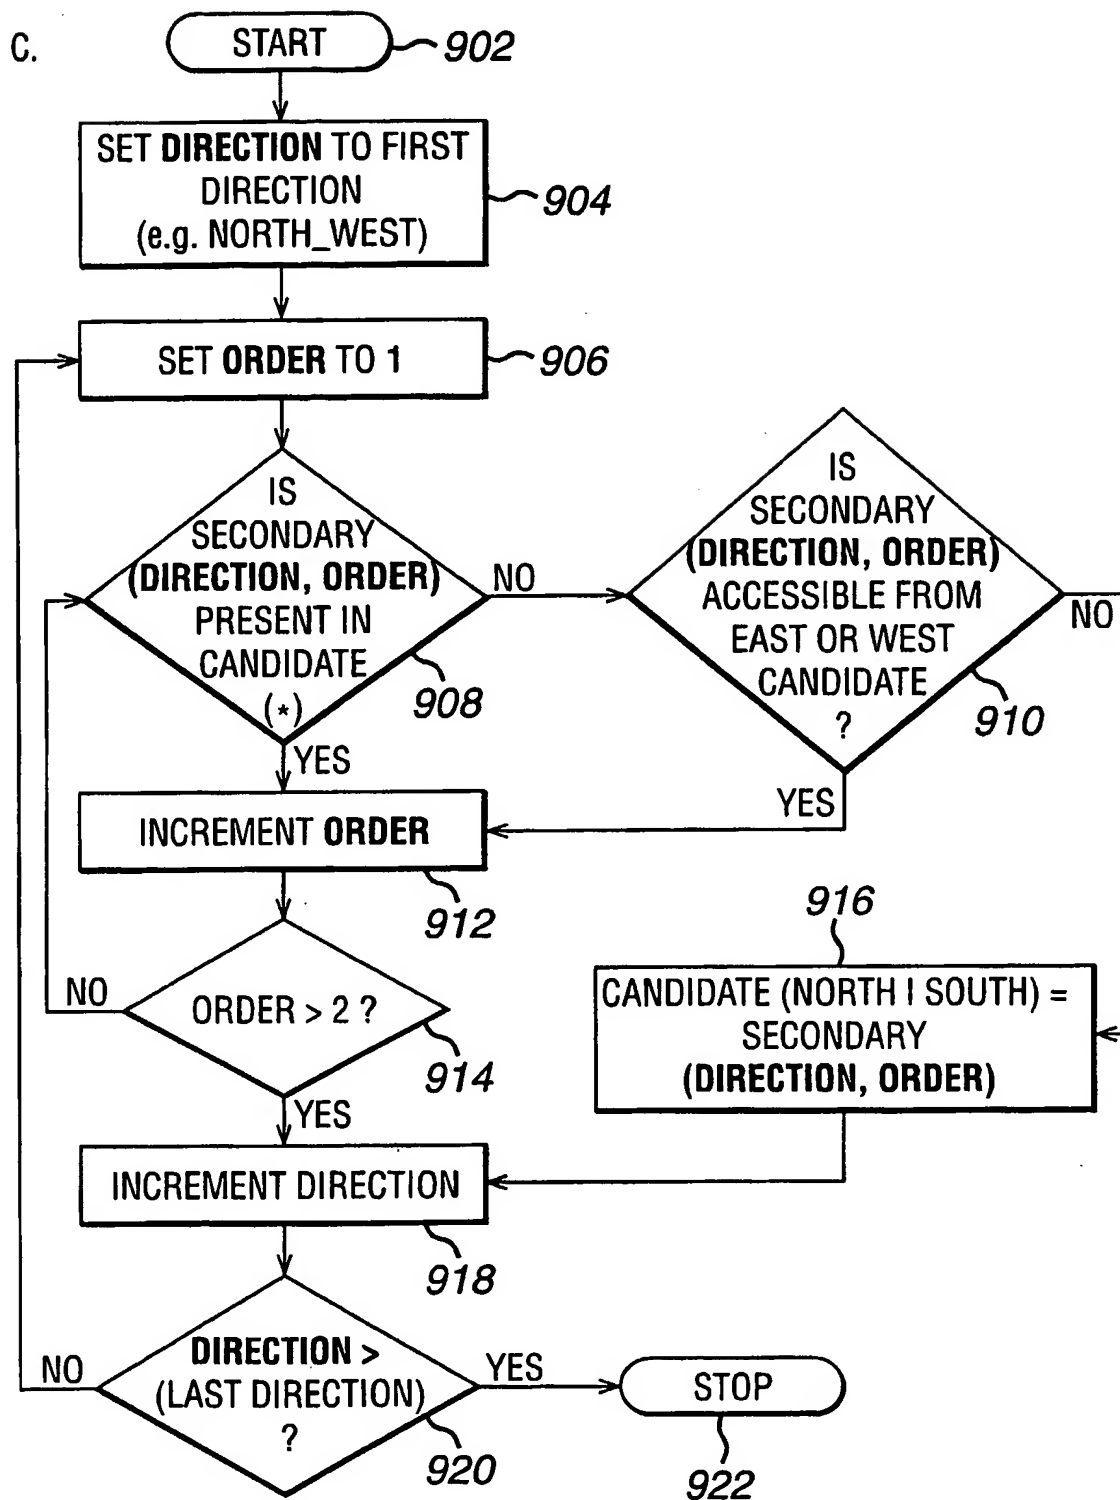 C.
START
902
SET DIRECTION TO FIRST
DIRECTION
(e.g. NORTH_WEST)
904
SET ORDER TO 1
906
IS
SECONDARY
(DIRECTION, ORDER)
PRESENT IN
CANDIDATE
(*)
908
NO
IS
SECONDARY
(DIRECTION, ORDER)
ACCESSIBLE FROM
EAST OR WEST
CANDIDATE
?
910
NO
YES
YES
INCREMENT ORDER
912
ORDER > 2 ?
914
NO
916
CANDIDATE (NORTH | SOUTH) =
SECONDARY
(DIRECTION, ORDER)
YES
INCREMENT DIRECTION
918
DIRECTION >
(LAST DIRECTION)
?
920
NO
YES
STOP
922